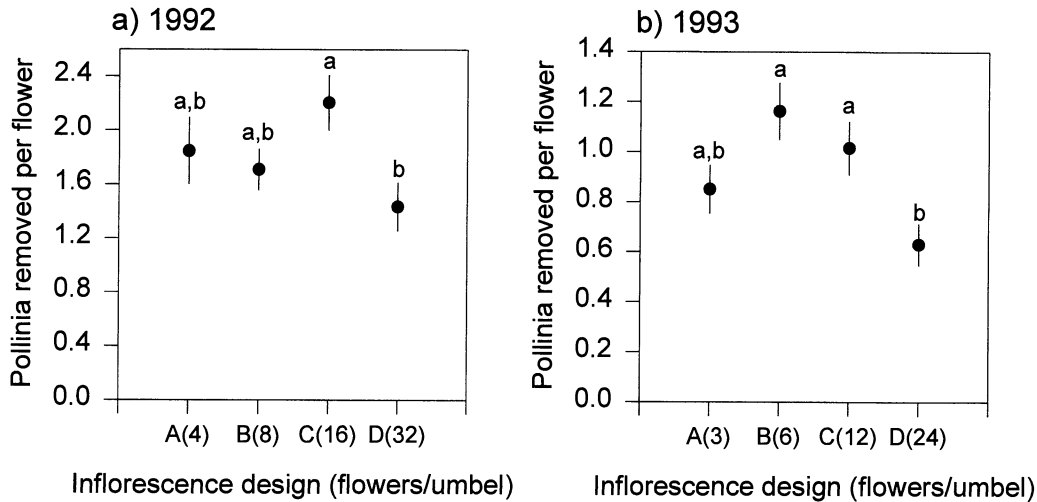 a) 1992
Pollinia removed per flower
2.4
2.0
1.6
1.2
0.8
0.4
0.0
a,b
a,b
a
b
A(4) B(8) C(16) D(32)
Inflorescence design (flowers/umbel)
b) 1993
Pollinia removed per flower
1.4
1.2
1.0
0.8
0.6
0.4
0.2
0.0
a,b
a
a
b
A(3) B(6) C(12) D(24)
Inflorescence design (flowers/umbel)